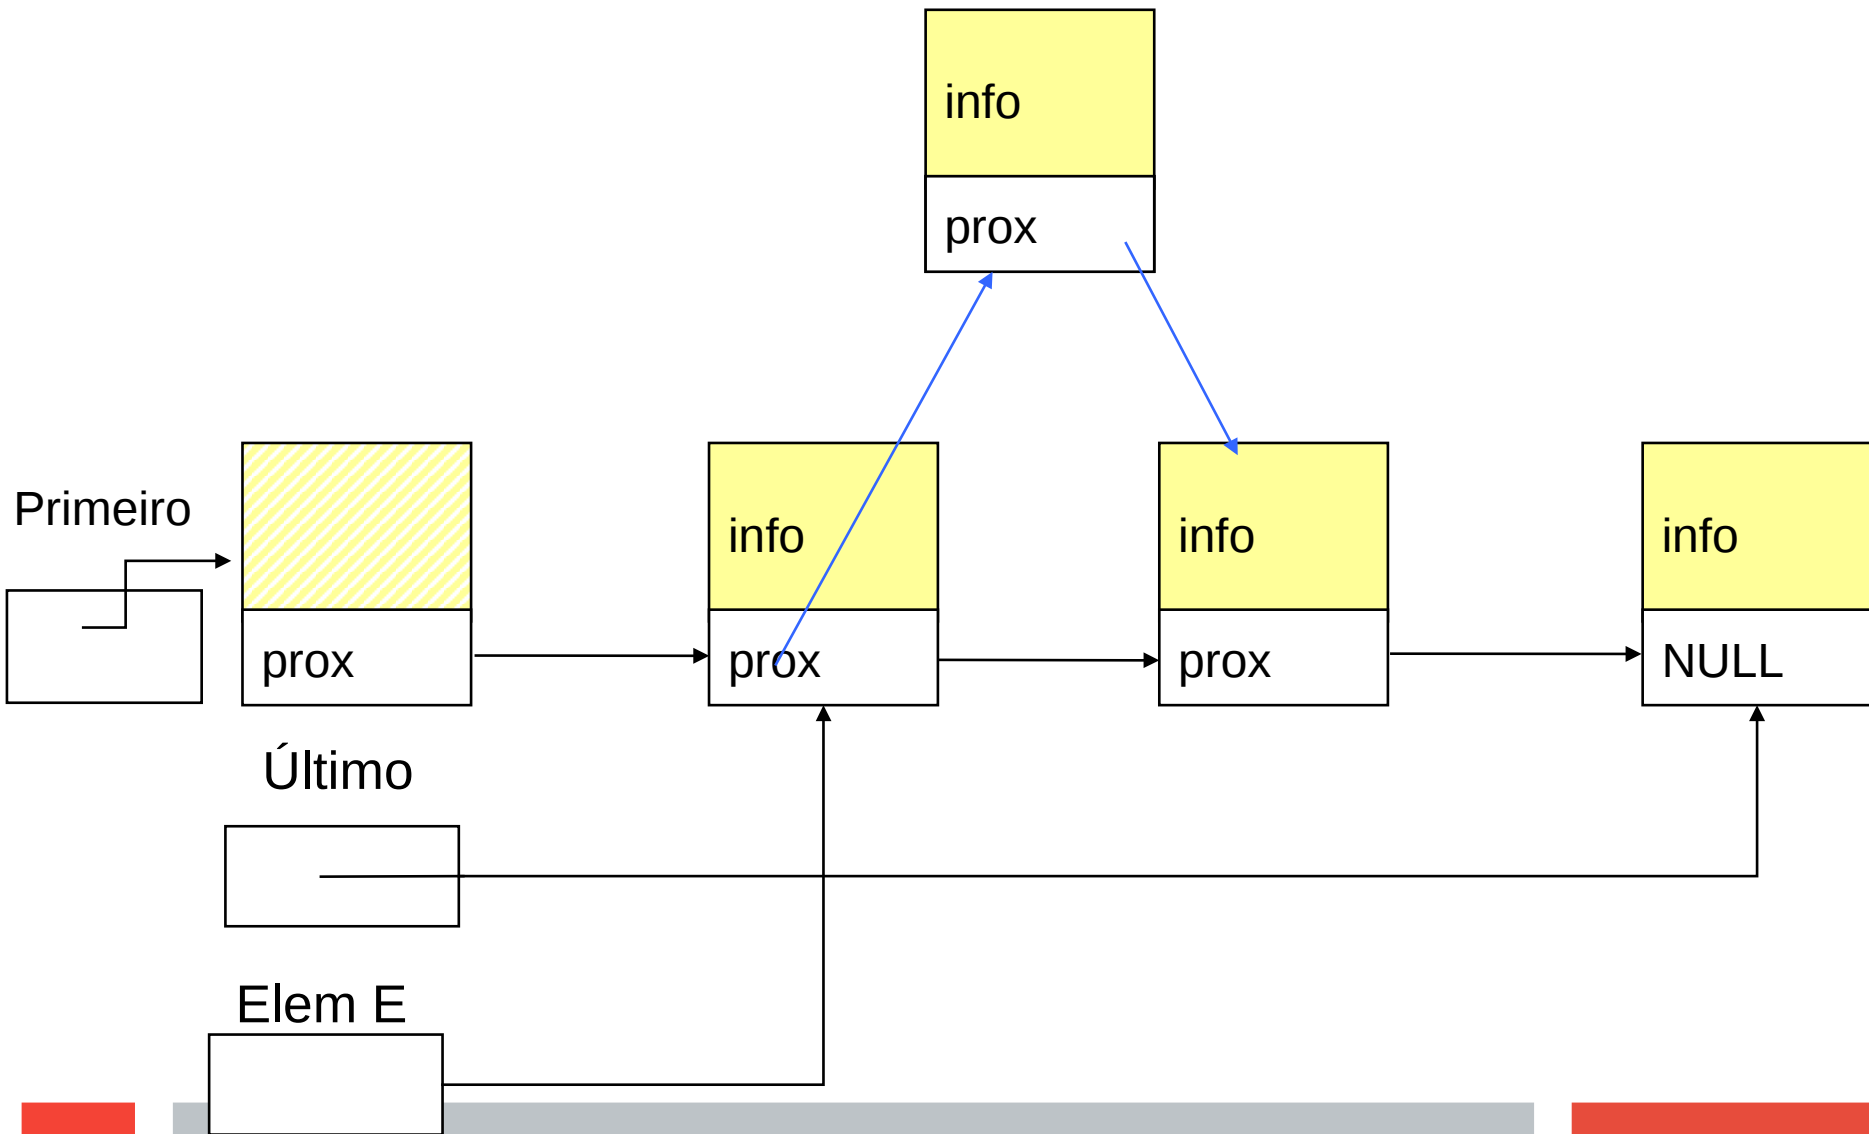 info
prox
Primeiro
info
info
info
prox
prox
prox
NULL
Último
Elem E